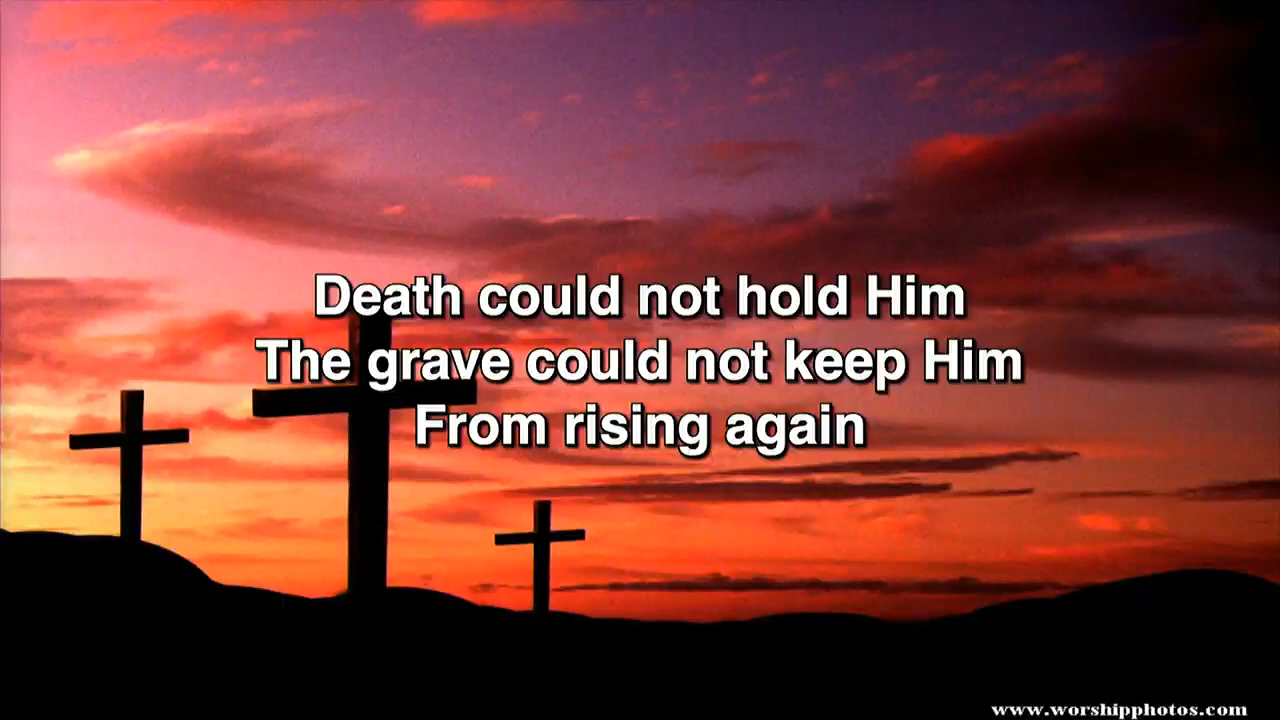 Death could not hold Him
The grave could not keep Him
From rising again
www.worshipphotos.com